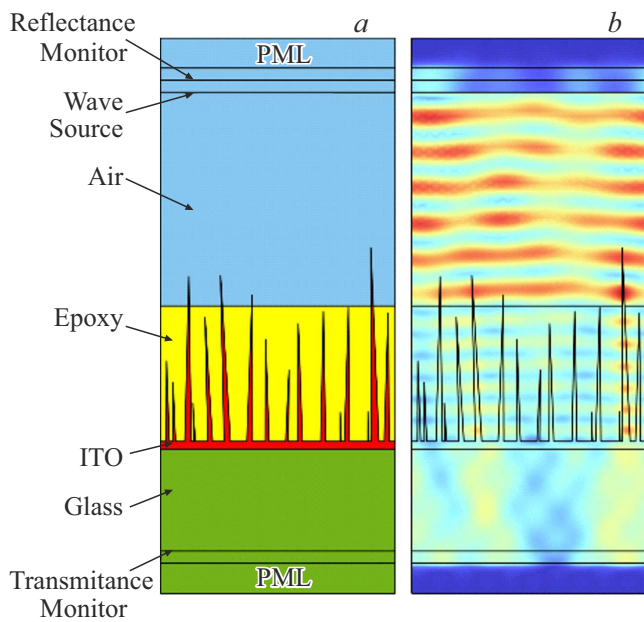 a
b
Reflectance
Monitor
PML
Wave
Source
Air
Epoxy
ITO
Glass
Transmitance
Monitor
PML